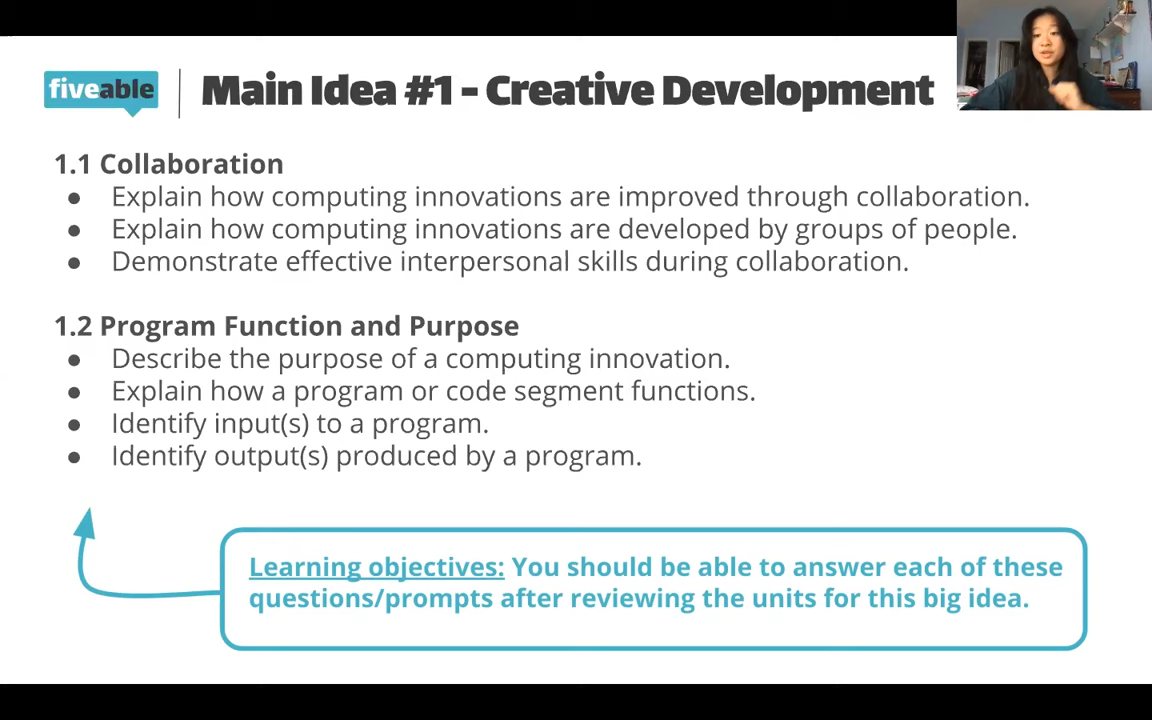 fiveable
Main Idea #1 - Creative Development
1.1 Collaboration
● Explain how computing innovations are improved through collaboration.
● Explain how computing innovations are developed by groups of people.
● Demonstrate effective interpersonal skills during collaboration.
1.2 Program Function and Purpose
● Describe the purpose of a computing innovation.
● Explain how a program or code segment functions.
● Identify input(s) to a program.
● Identify output(s) produced by a program.
Learning objectives: You should be able to answer each of these
questions/prompts after reviewing the units for this big idea.